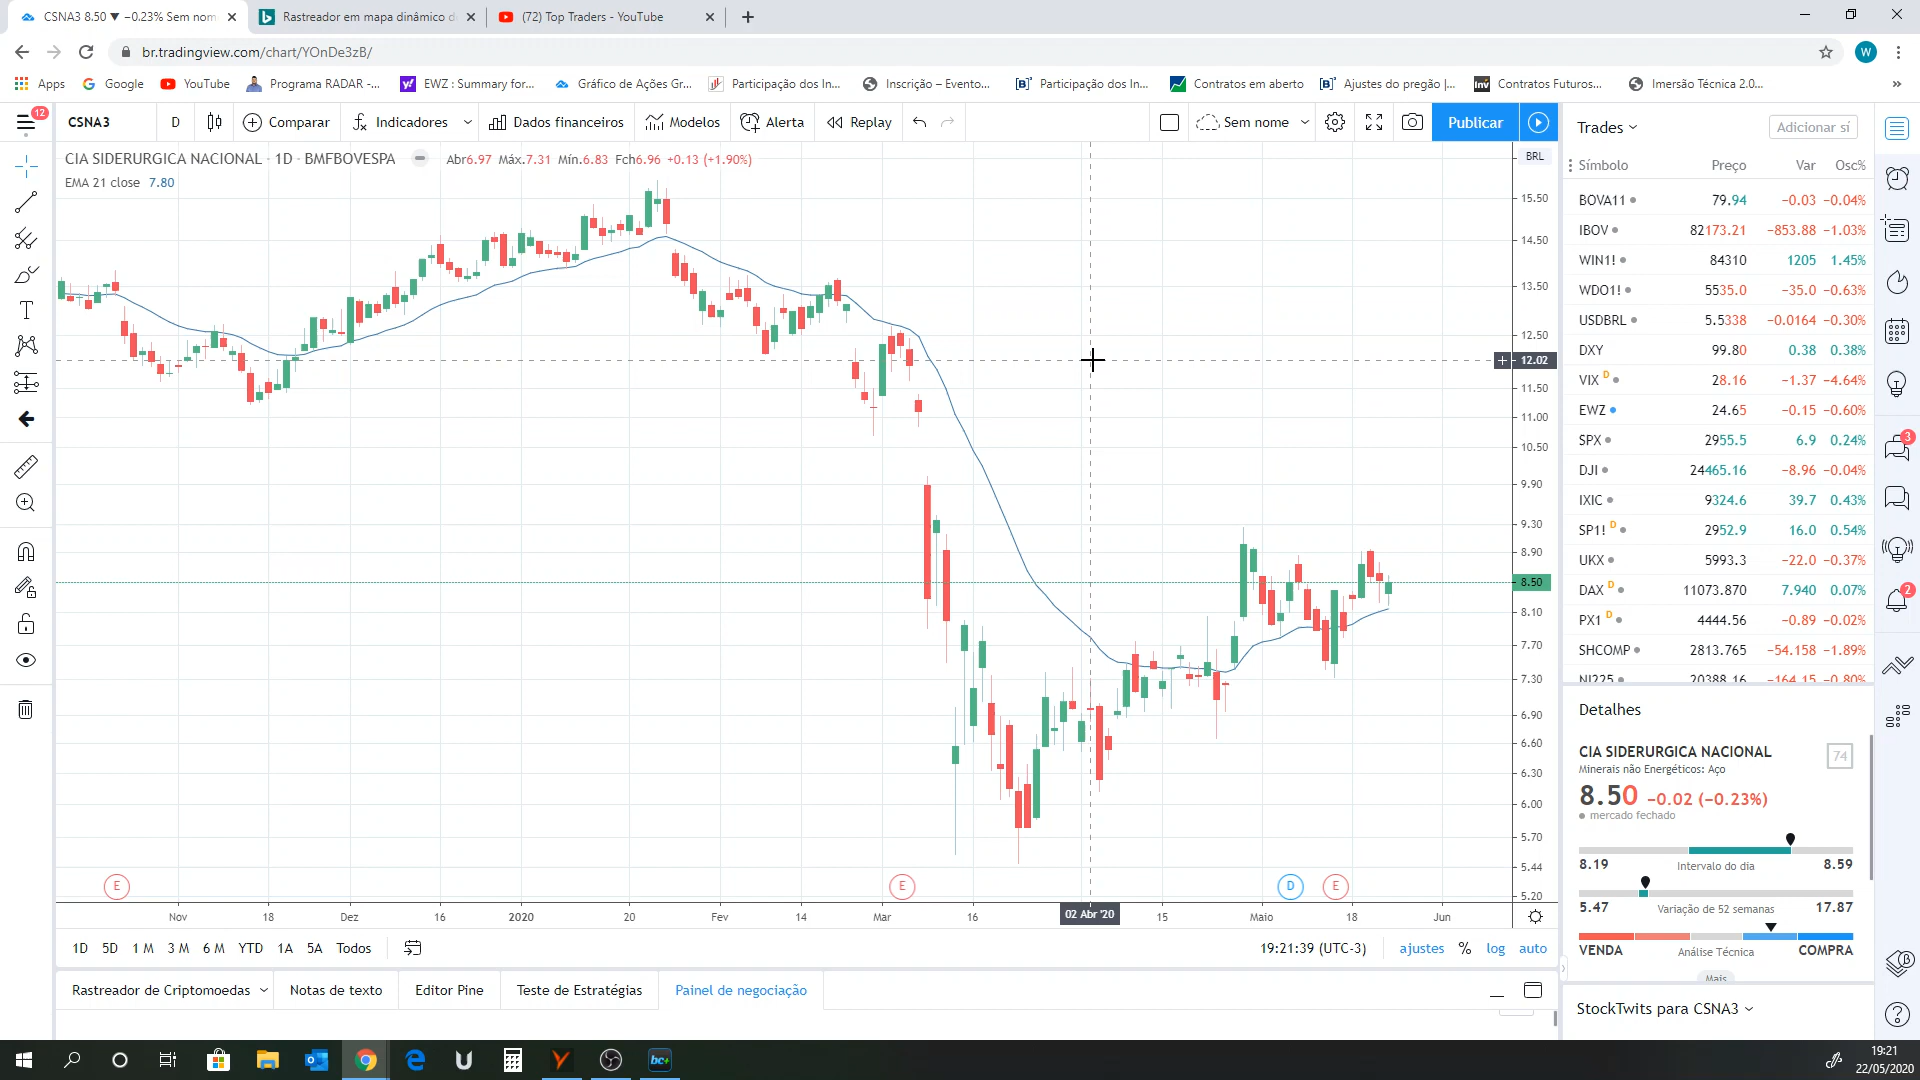 CSNA3 8.50 ▼ −0.23% Sem nom
Rastreador em mapa dinâmico d
(72) Top Traders - YouTube
br.tradingview.com/chart/YOnDe3zB/
W
Apps
Google
YouTube
Programa RADAR -...
EWZ : Summary for...
Gráfico de Ações Gr...
Participação dos In...
Inscrição – Evento...
Participação dos In...
Contratos em aberto
Ajustes do pregão |...
Contratos Futuros...
Imersão Técnica 2.0...
»
12
CSNA3
D
Comparar
Indicadores
Dados financeiros
Modelos
Alerta
Replay
Sem nome
Publicar
CIA SIDERURGICA NACIONAL · 1D · BMFBOVESPA
Abr6.97 Máx.7.31 Mín.6.83 Fch6.96 +0.13 (+1.90%)
EMA 21 close 7.80
BRL
15.50
14.50
13.50
12.50
12.02
11.50
11.00
10.50
9.90
9.30
8.90
8.50
8.10
7.70
7.30
6.90
6.60
6.30
6.00
5.70
5.44
5.20
E
E
D
E
Nov
18
Dez
16
2020
20
Fev
14
Mar
16
02 Abr '20
15
Maio
18
Jun
1D 5D 1 M 3 M 6 M YTD 1A 5A Todos
19:21:39 (UTC-3)
ajustes % log auto
Rastreador de Criptomoedas
Notas de texto
Editor Pine
Teste de Estratégias
Painel de negociação
Trades
Adicionar sí
Símbolo Preço Var Osc%
BOVA11 79.94 −0.03 −0.04%
IBOV 82173.21 −853.88 −1.03%
WIN1! 84310 1205 1.45%
WDO1! 5535.0 −35.0 −0.63%
USDBRL 5.5338 −0.0164 −0.30%
DXY 99.80 0.38 0.38%
VIX D 28.16 −1.37 −4.64%
EWZ 24.65 −0.15 −0.60%
SPX 2955.5 6.9 0.24%
DJI 24465.16 −8.96 −0.04%
IXIC 9324.6 39.7 0.43%
SP1! D 2952.9 16.0 0.54%
UKX 5993.3 −22.0 −0.37%
DAX D 11073.870 7.940 0.07%
PX1 D 4444.56 −0.89 −0.02%
SHCOMP 2813.765 −54.158 −1.89%
NI225 20388.16 −164.15 −0.80%
Detalhes
CIA SIDERURGICA NACIONAL
74
Minerais não Energéticos: Aço
8.50 −0.02 (−0.23%)
mercado fechado
8.19 Intervalo do dia 8.59
5.47 Variação de 52 semanas 17.87
VENDA Análise Técnica COMPRA
Mais
StockTwits para CSNA3
3
2
bc+
19:21
22/05/2020